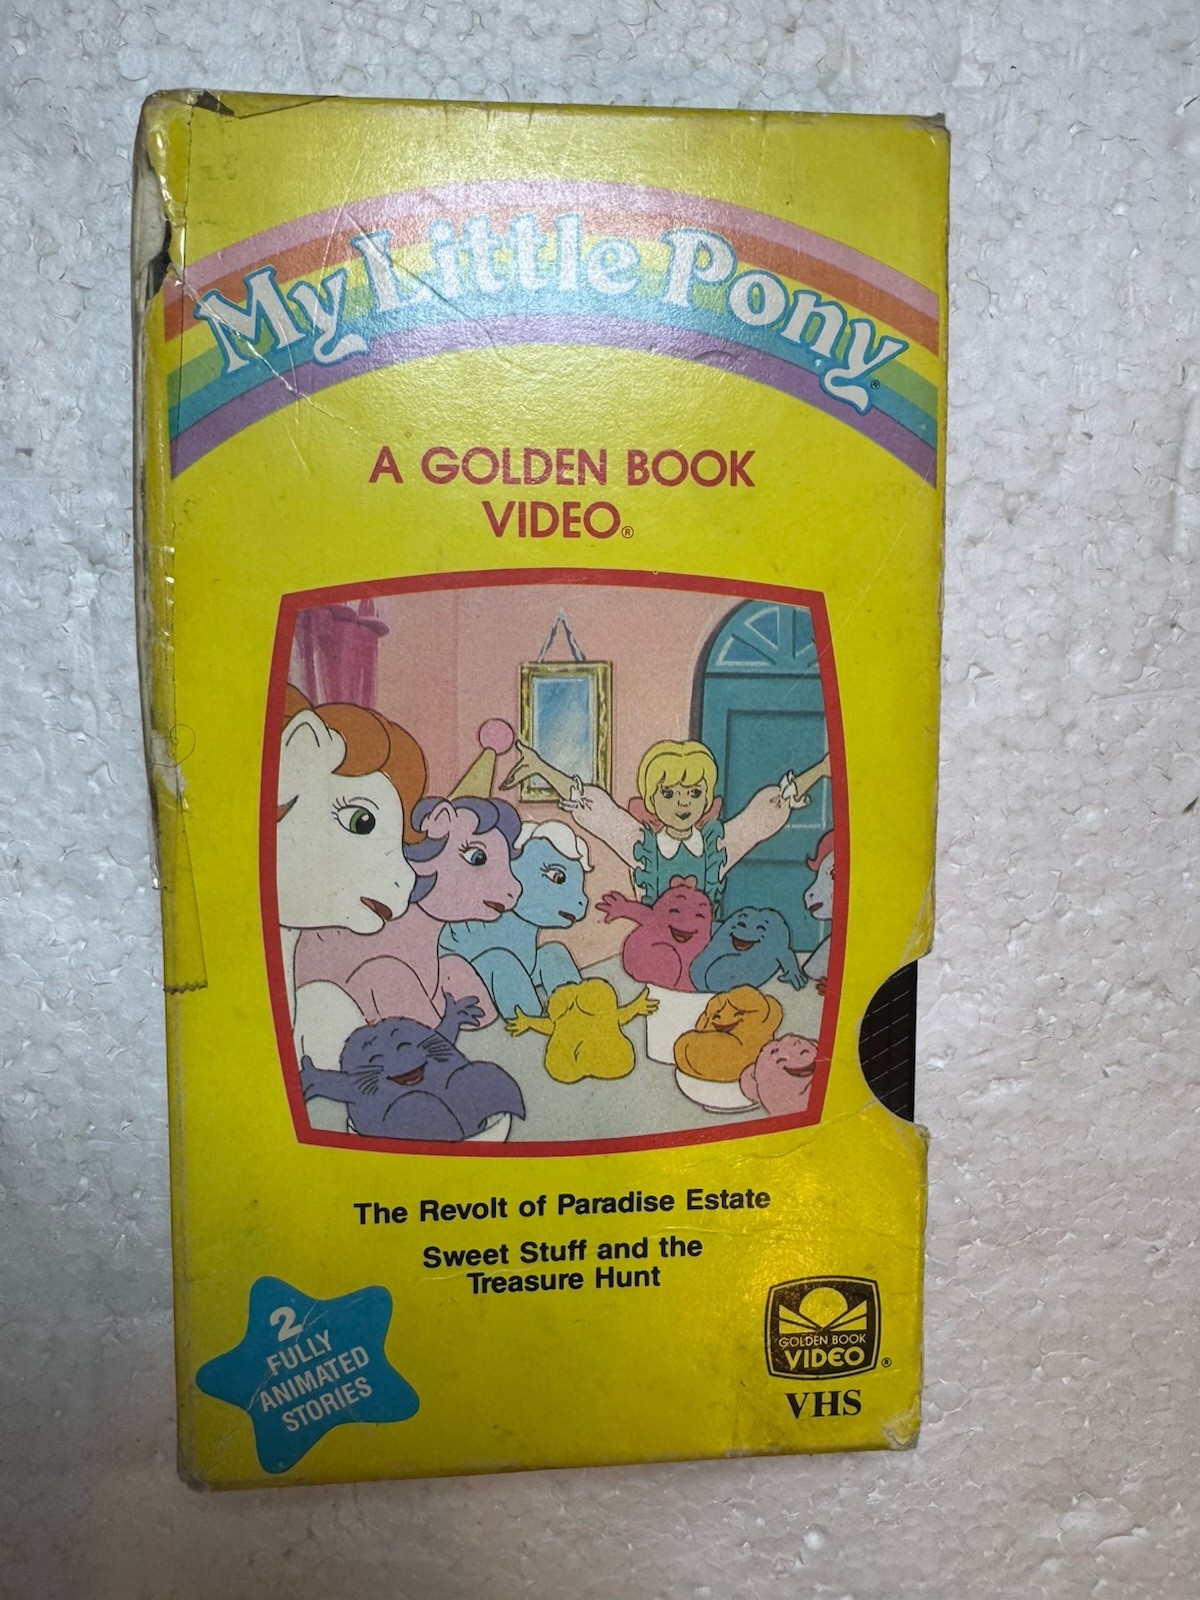 My Little Pony®
A GOLDEN BOOK
VIDEO®
The Revolt of Paradise Estate
Sweet Stuff and the
Treasure Hunt
2
FULLY
ANIMATED
STORIES
GOLDEN BOOK
VIDEO®
VHS